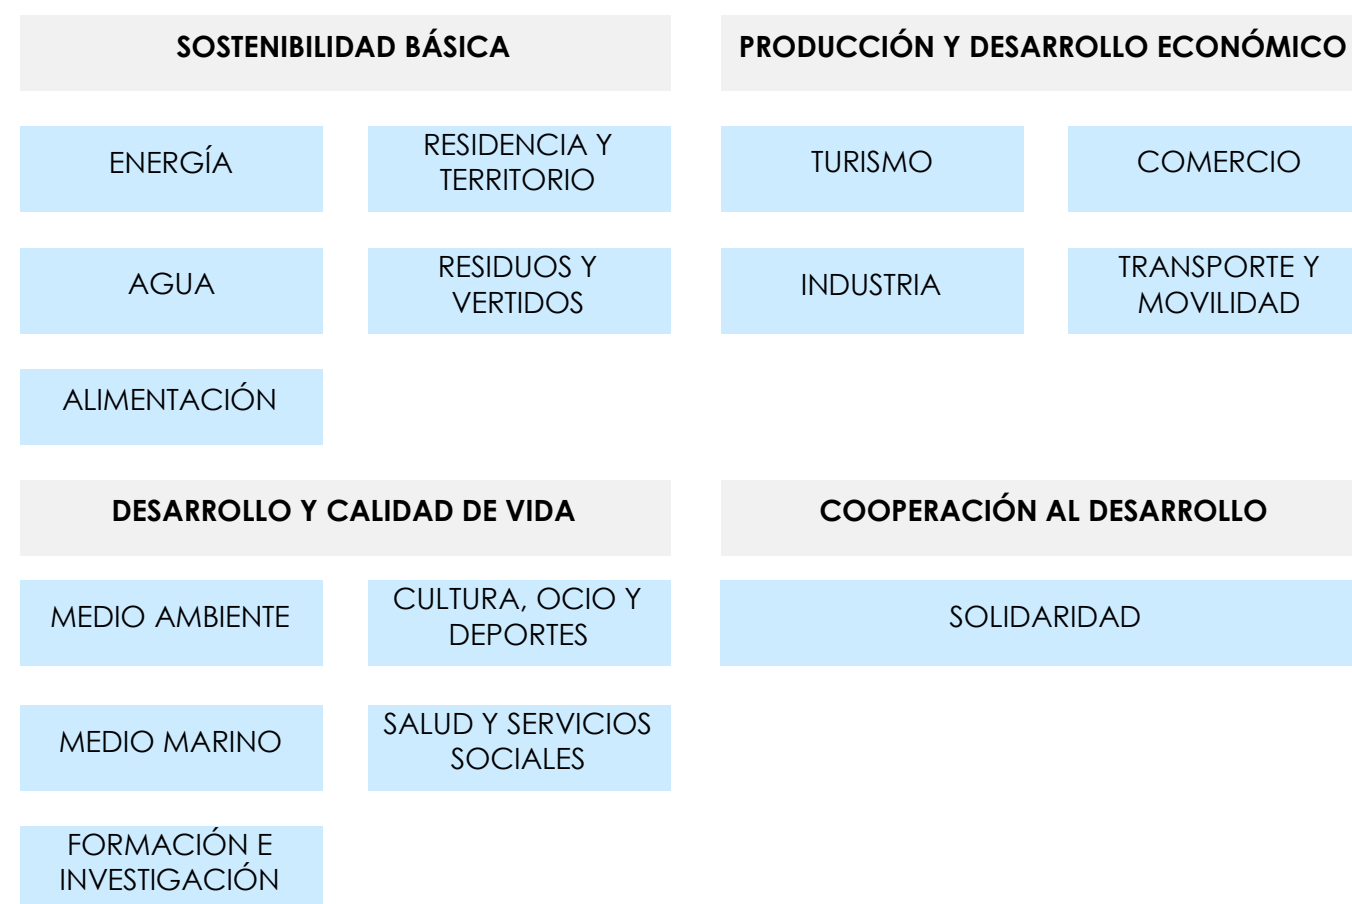 SOSTENIBILIDAD BÁSICA
ENERGÍA
RESIDENCIA Y
TERRITORIO
AGUA
RESIDUOS Y
VERTIDOS
ALIMENTACIÓN
PRODUCCIÓN Y DESARROLLO ECONÓMICO
TURISMO
COMERCIO
INDUSTRIA
TRANSPORTE Y
MOVILIDAD
DESARROLLO Y CALIDAD DE VIDA
MEDIO AMBIENTE
CULTURA, OCIO Y
DEPORTES
MEDIO MARINO
SALUD Y SERVICIOS
SOCIALES
FORMACIÓN E
INVESTIGACIÓN
COOPERACIÓN AL DESARROLLO
SOLIDARIDAD